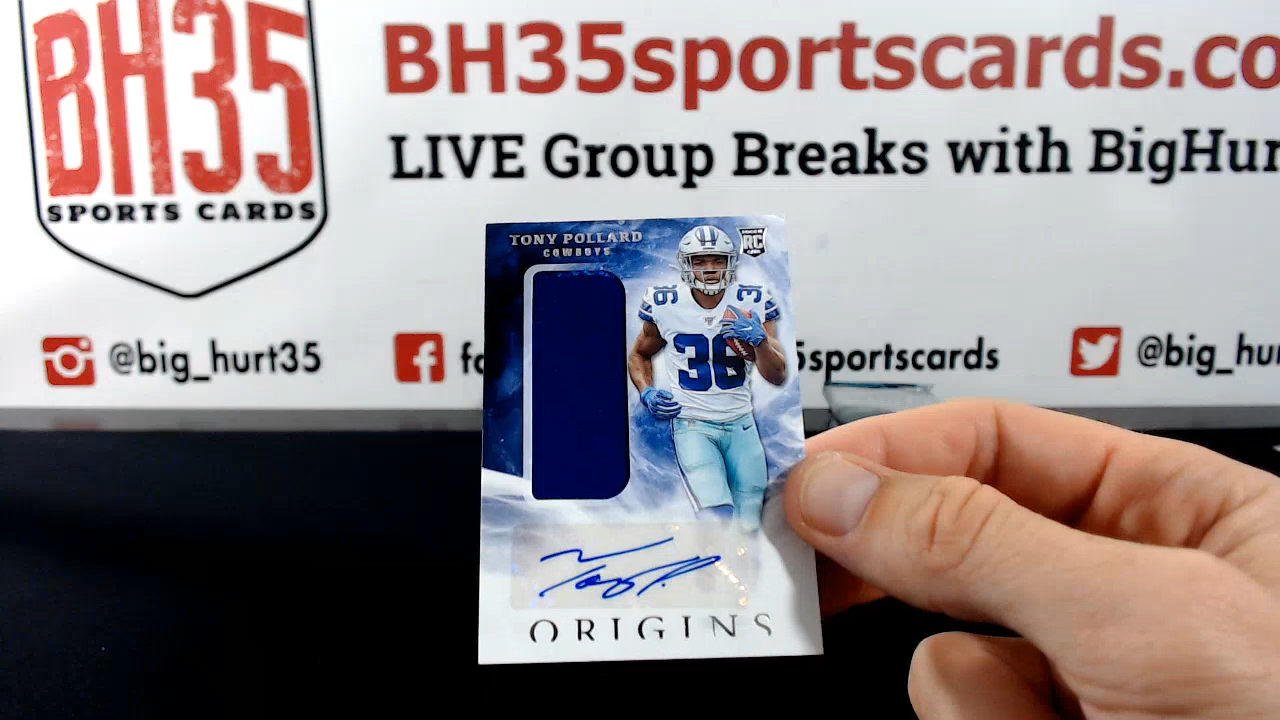 BH35
SPORTS CARDS
BH35sportscards.co
LIVE Group Breaks with BigHur
@big_hurt35
5sportscards
@big_hu
TONY POLLARD
COWBOYS
RC
36
36
ORIGINS